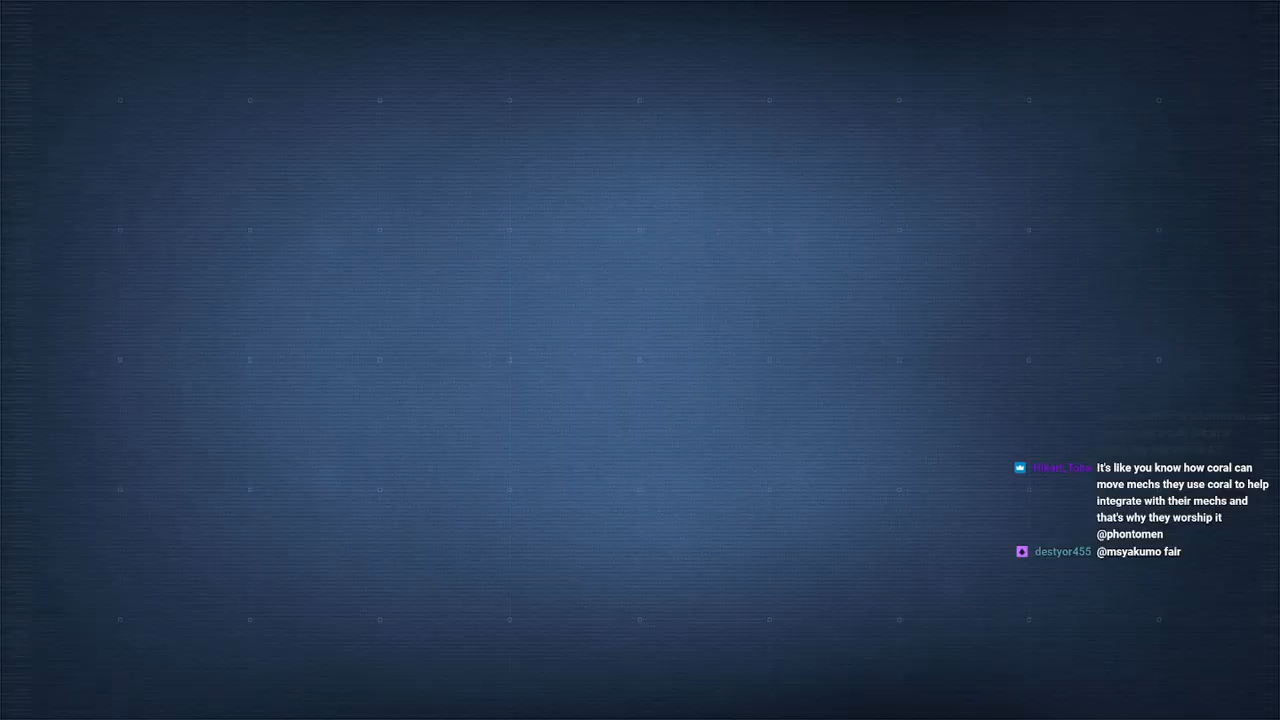 Hikari_Toba It's like you know how coral can
move mechs they use coral to help
integrate with their mechs and
that's why they worship it
@phontomen
destyor455 @msyakumo fair